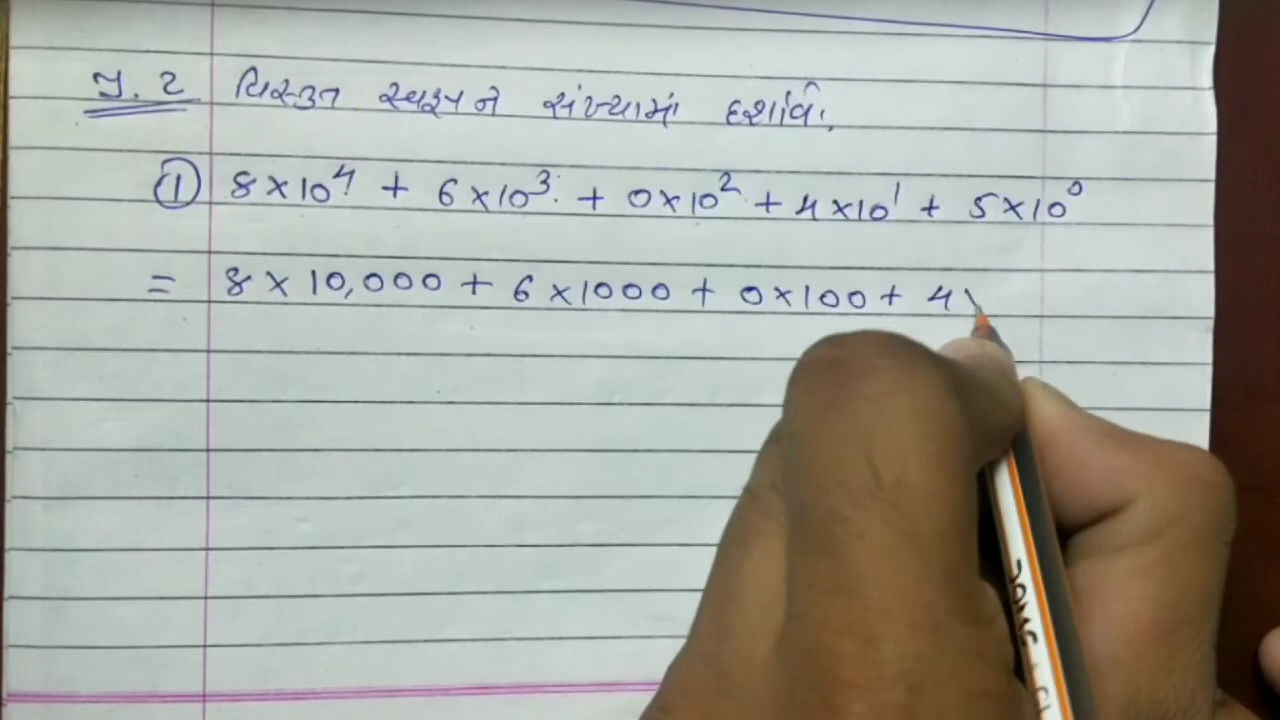 પ્ર. 2 વિસ્તૃત સ્વરૂપને સંખ્યામાં દર્શાવો.
① 8×10⁴ + 6×10³ + 0×10² + 4×10¹ + 5×10⁰
= 8 × 10,000 + 6 ×1000 + 0×100 + 4
DOMS